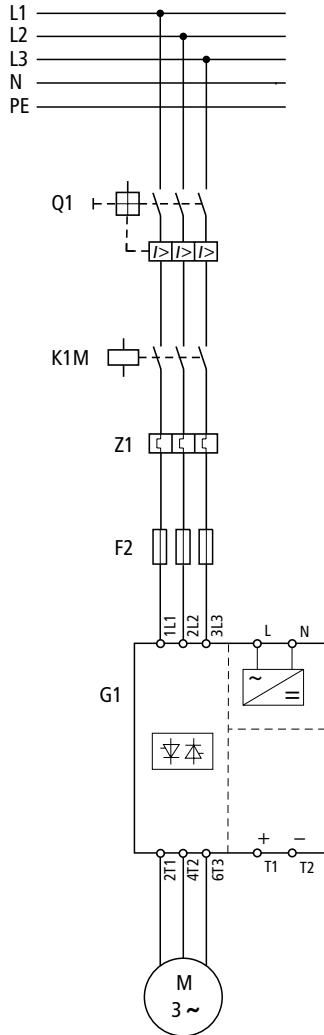 L1
L2
L3
N
PE
Q1
I> I> I>
K1M
Z1
F2
1L1 2L2 3L3
L N
G1
~
=
+ −
2T1 4T2 6T3
T1 T2
M
3 ~